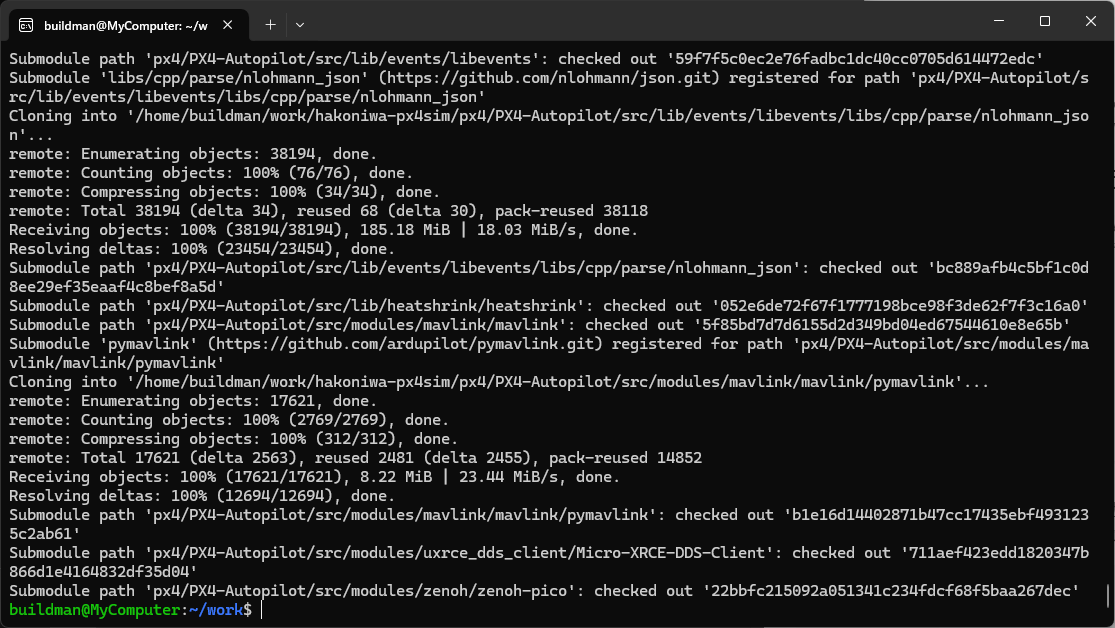 buildman@MyComputer: ~/w
Submodule path 'px4/PX4-Autopilot/src/lib/events/libevents': checked out '59f7f5c0ec2e76fadbc1dc40cc0705d614472edc'
Submodule 'libs/cpp/parse/nlohmann_json' (https://github.com/nlohmann/json.git) registered for path 'px4/PX4-Autopilot/s
rc/lib/events/libevents/libs/cpp/parse/nlohmann_json'
Cloning into '/home/buildman/work/hakoniwa-px4sim/px4/PX4-Autopilot/src/lib/events/libevents/libs/cpp/parse/nlohmann_jso
n'...
remote: Enumerating objects: 38194, done.
remote: Counting objects: 100% (76/76), done.
remote: Compressing objects: 100% (34/34), done.
remote: Total 38194 (delta 34), reused 68 (delta 30), pack-reused 38118
Receiving objects: 100% (38194/38194), 185.18 MiB | 18.03 MiB/s, done.
Resolving deltas: 100% (23454/23454), done.
Submodule path 'px4/PX4-Autopilot/src/lib/events/libevents/libs/cpp/parse/nlohmann_json': checked out 'bc889afb4c5bf1c0d
8ee29ef35eaaf4c8bef8a5d'
Submodule path 'px4/PX4-Autopilot/src/lib/heatshrink/heatshrink': checked out '052e6de72f67f1777198bce98f3de62f7f3c16a0'
Submodule path 'px4/PX4-Autopilot/src/modules/mavlink/mavlink': checked out '5f85bd7d7d6155d2d349bd04ed67544610e8e65b'
Submodule 'pymavlink' (https://github.com/ardupilot/pymavlink.git) registered for path 'px4/PX4-Autopilot/src/modules/ma
vlink/mavlink/pymavlink'
Cloning into '/home/buildman/work/hakoniwa-px4sim/px4/PX4-Autopilot/src/modules/mavlink/mavlink/pymavlink'...
remote: Enumerating objects: 17621, done.
remote: Counting objects: 100% (2769/2769), done.
remote: Compressing objects: 100% (312/312), done.
remote: Total 17621 (delta 2563), reused 2481 (delta 2455), pack-reused 14852
Receiving objects: 100% (17621/17621), 8.22 MiB | 23.44 MiB/s, done.
Resolving deltas: 100% (12694/12694), done.
Submodule path 'px4/PX4-Autopilot/src/modules/mavlink/mavlink/pymavlink': checked out 'b1e16d14402871b47cc17435ebf493123
5c2ab61'
Submodule path 'px4/PX4-Autopilot/src/modules/uxrce_dds_client/Micro-XRCE-DDS-Client': checked out '711aef423edd1820347b
866d1e4164832df35d04'
Submodule path 'px4/PX4-Autopilot/src/modules/zenoh/zenoh-pico': checked out '22bbfc215092a051341c234fdcf68f5baa267dec'
buildman@MyComputer:~/work$